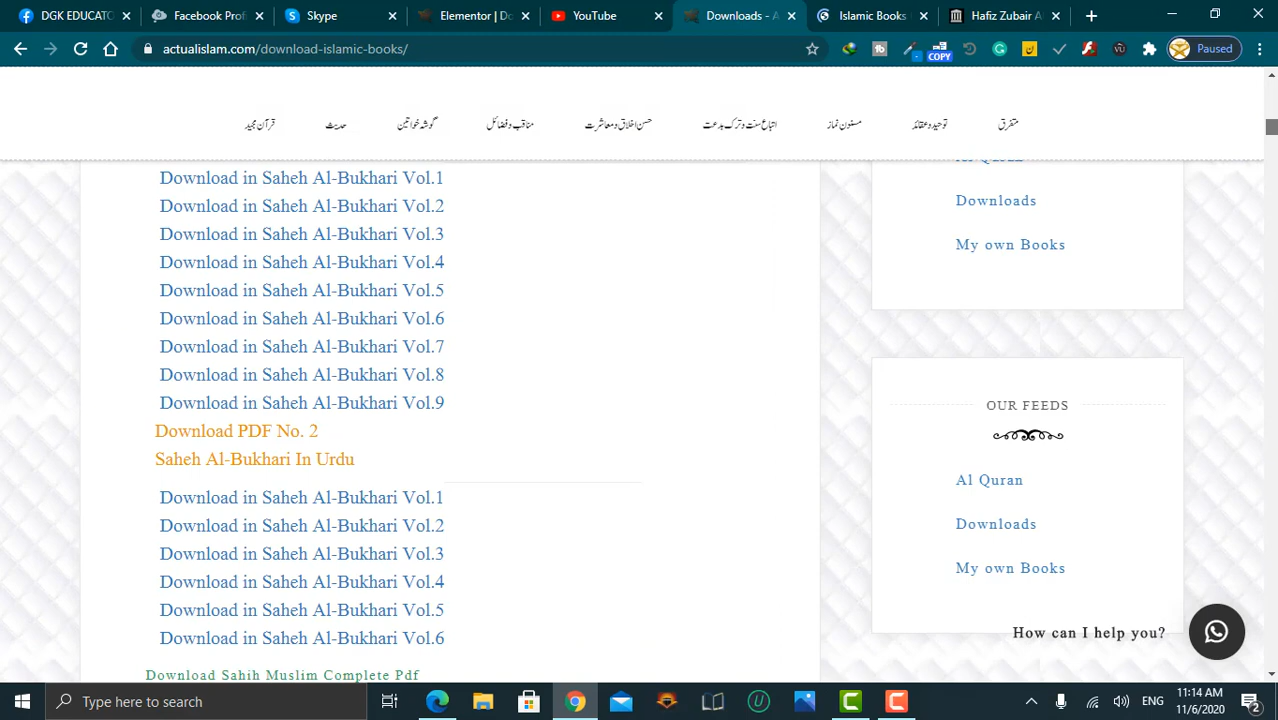 DGK EDUCATO
Facebook Prof
Skype
Elementor | Do
YouTube
Downloads - A
Islamic Books
Hafiz Zubair Al
actualislam.com/download-islamic-books/
COPY
Paused
قرآن مجید
حدیث
گوشہ خواتین
مناقب و فضائل
حسن اخلاق و معاشرت
اتباع سنت و ترک بدعت
مسنون نماز
توحید و عقائد
متفرق
Download in Saheh Al-Bukhari Vol.1
Download in Saheh Al-Bukhari Vol.2
Download in Saheh Al-Bukhari Vol.3
Download in Saheh Al-Bukhari Vol.4
Download in Saheh Al-Bukhari Vol.5
Download in Saheh Al-Bukhari Vol.6
Download in Saheh Al-Bukhari Vol.7
Download in Saheh Al-Bukhari Vol.8
Download in Saheh Al-Bukhari Vol.9
Download PDF No. 2
Saheh Al-Bukhari In Urdu
Download in Saheh Al-Bukhari Vol.1
Download in Saheh Al-Bukhari Vol.2
Download in Saheh Al-Bukhari Vol.3
Download in Saheh Al-Bukhari Vol.4
Download in Saheh Al-Bukhari Vol.5
Download in Saheh Al-Bukhari Vol.6
Download Sahih Muslim Complete Pdf
Al Quran
Downloads
My own Books
OUR FEEDS
Al Quran
Downloads
My own Books
How can I help you?
Type here to search
ENG
11:14 AM
11/6/2020
2